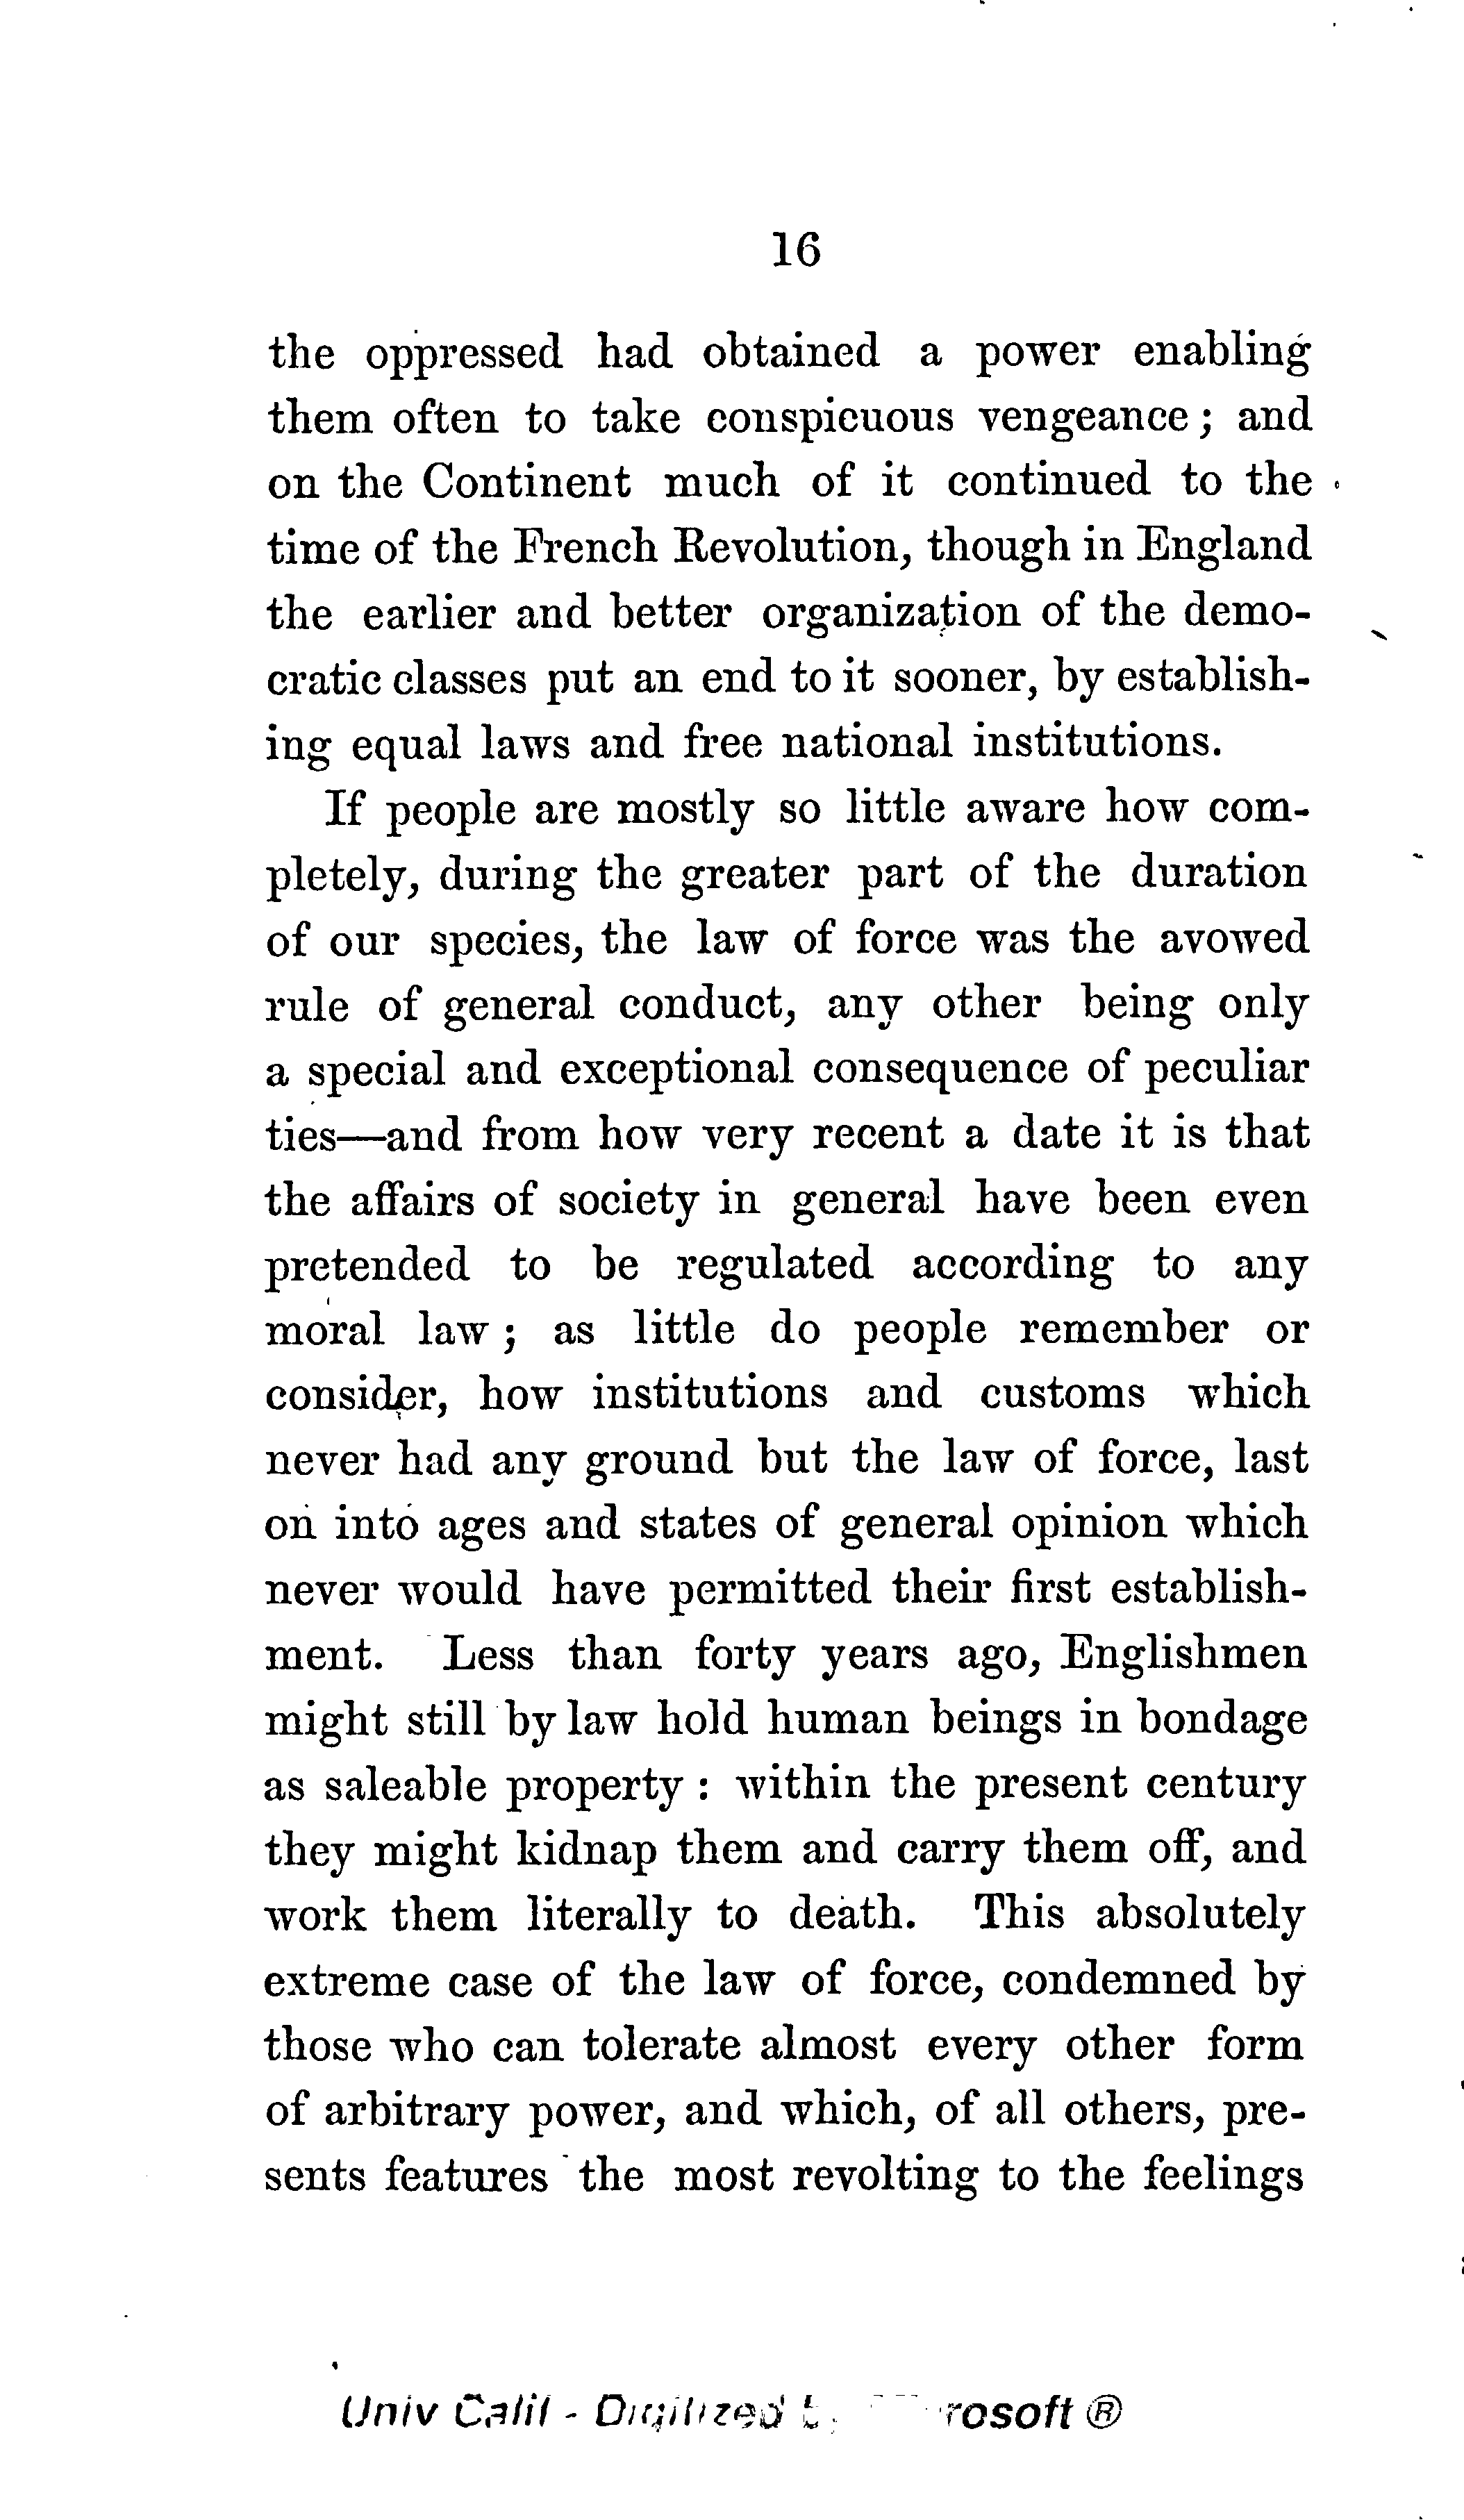 16
the oppressed had obtained a power enabling
them often to take conspicuous vengeance; and
on the Continent much of it continued to the
time of the French Revolution, though in England
the earlier and better organization of the demo-
cratic classes put an end to it sooner, by establish-
ing equal laws and free national institutions.
If people are mostly so little aware how com-
pletely, during the greater part of the duration
of our species, the law of force was the avowed
rule of general conduct, any other being only
a special and exceptional consequence of peculiar
ties—and from how very recent a date it is that
the affairs of society in general have been even
pretended to be regulated according to any
moral law; as little do people remember or
consider, how institutions and customs which
never had any ground but the law of force, last
on into ages and states of general opinion which
never would have permitted their first establish-
ment. Less than forty years ago, Englishmen
might still by law hold human beings in bondage
as saleable property: within the present century
they might kidnap them and carry them off, and
work them literally to death. This absolutely
extreme case of the law of force, condemned by
those who can tolerate almost every other form
of arbitrary power, and which, of all others, pre-
sents features the most revolting to the feelings
Univ Calif - Digitized ®